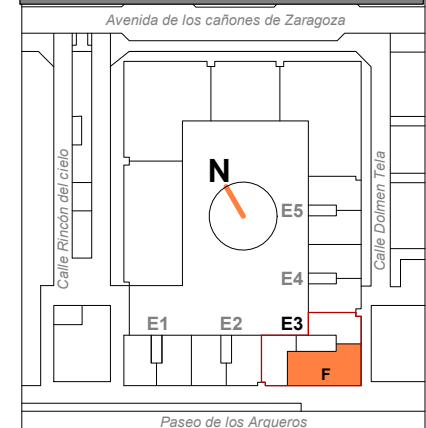 Avenida de los cañones de Zaragoza
Calle Rincón del cielo
N
Calle Dolmen Tela
E5
E4
E1 E2 E3
F
Paseo de los Arqueros